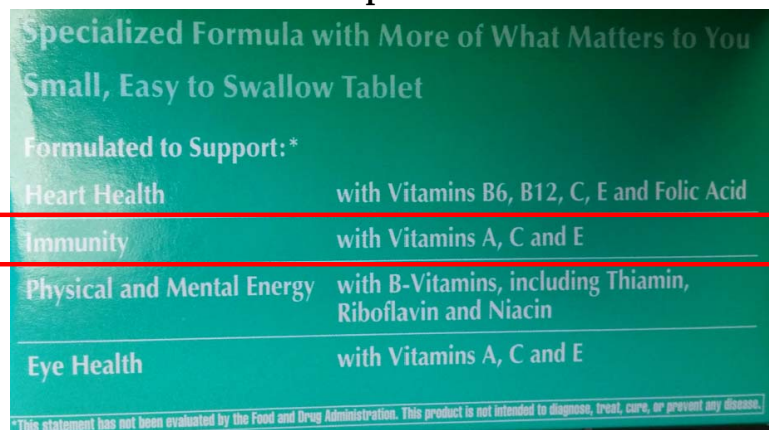 Specialized Formula with More of What Matters to You
Small, Easy to Swallow Tablet
Formulated to Support:*
Heart Health with Vitamins B6, B12, C, E and Folic Acid
Immunity with Vitamins A, C and E
Physical and Mental Energy with B-Vitamins, including Thiamin,
Riboflavin and Niacin
Eye Health with Vitamins A, C and E
*This statement has not been evaluated by the Food and Drug Administration. This product is not intended to diagnose, treat, cure, or prevent any disease.